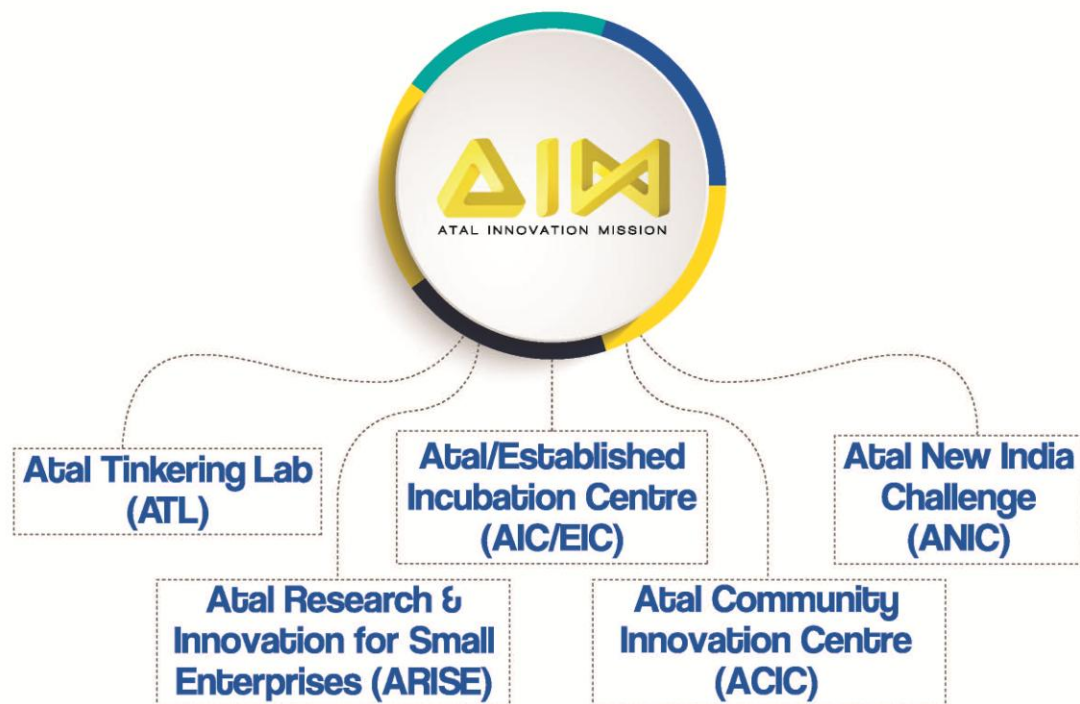 AIM
ATAL INNOVATION MISSION
Atal Tinkering Lab
(ATL)
Atal/Established
Incubation Centre
(AIC/EIC)
Atal New India
Challenge
(ANIC)
Atal Research &
Innovation for Small
Enterprises (ARISE)
Atal Community
Innovation Centre
(ACIC)